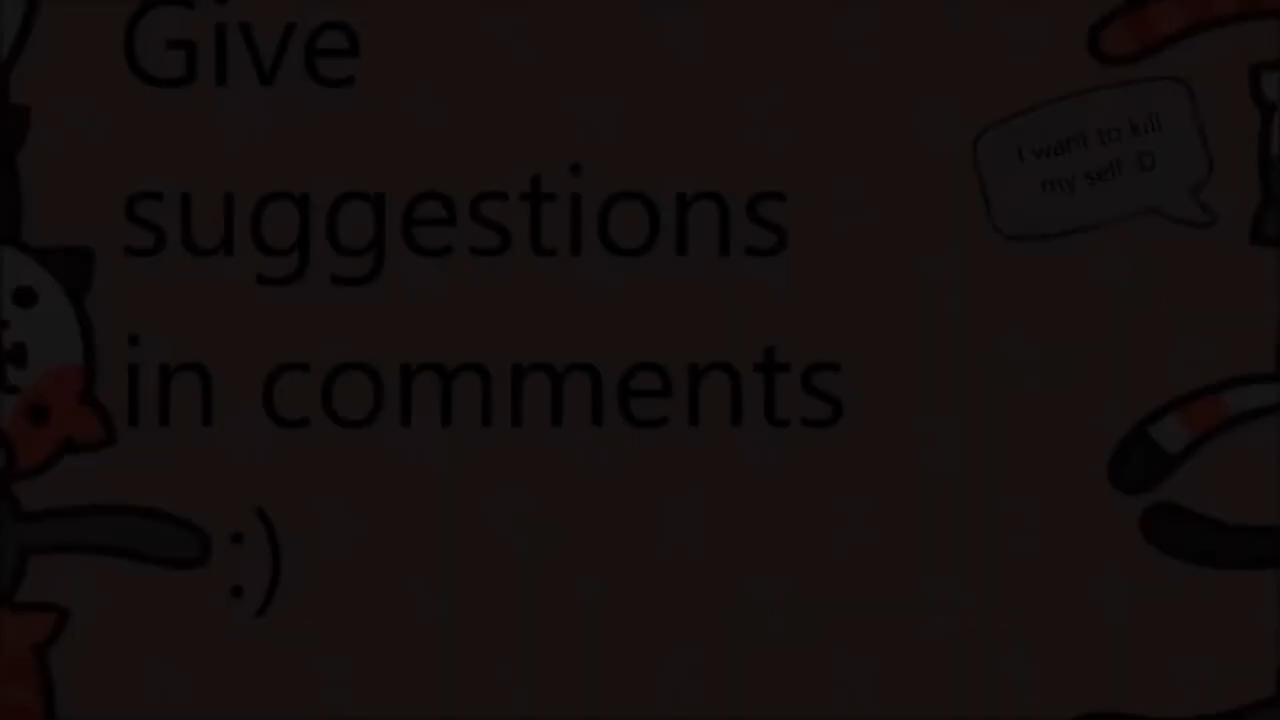 Give
suggestions
in comments
:)
I want to kill
my self :D